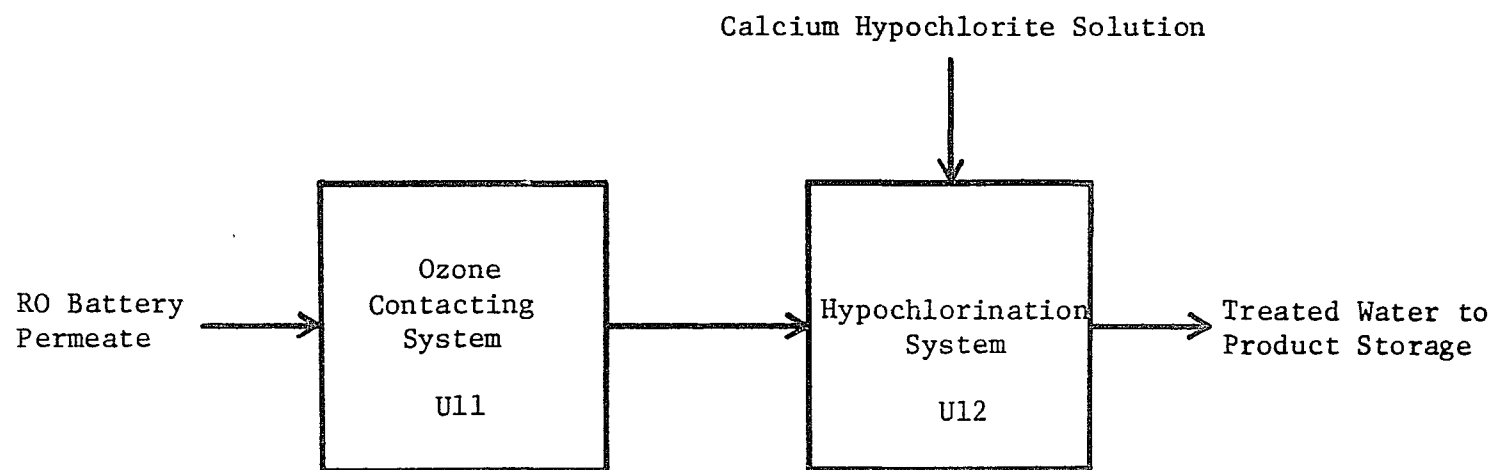 Calcium Hypochlorite Solution
RO Battery
Permeate
Ozone
Contacting
System
U11
Hypochlorination
System
U12
Treated Water to
Product Storage